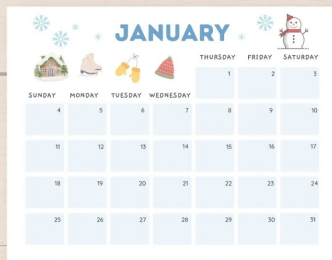 JANUARY
THURSDAY FRIDAY SATURDAY
1 2 3
SUNDAY MONDAY TUESDAY WEDNESDAY
4 5 6 7 8 9 10
11 12 13 14 15 16 17
18 19 20 21 22 23 24
25 26 27 28 29 30 31